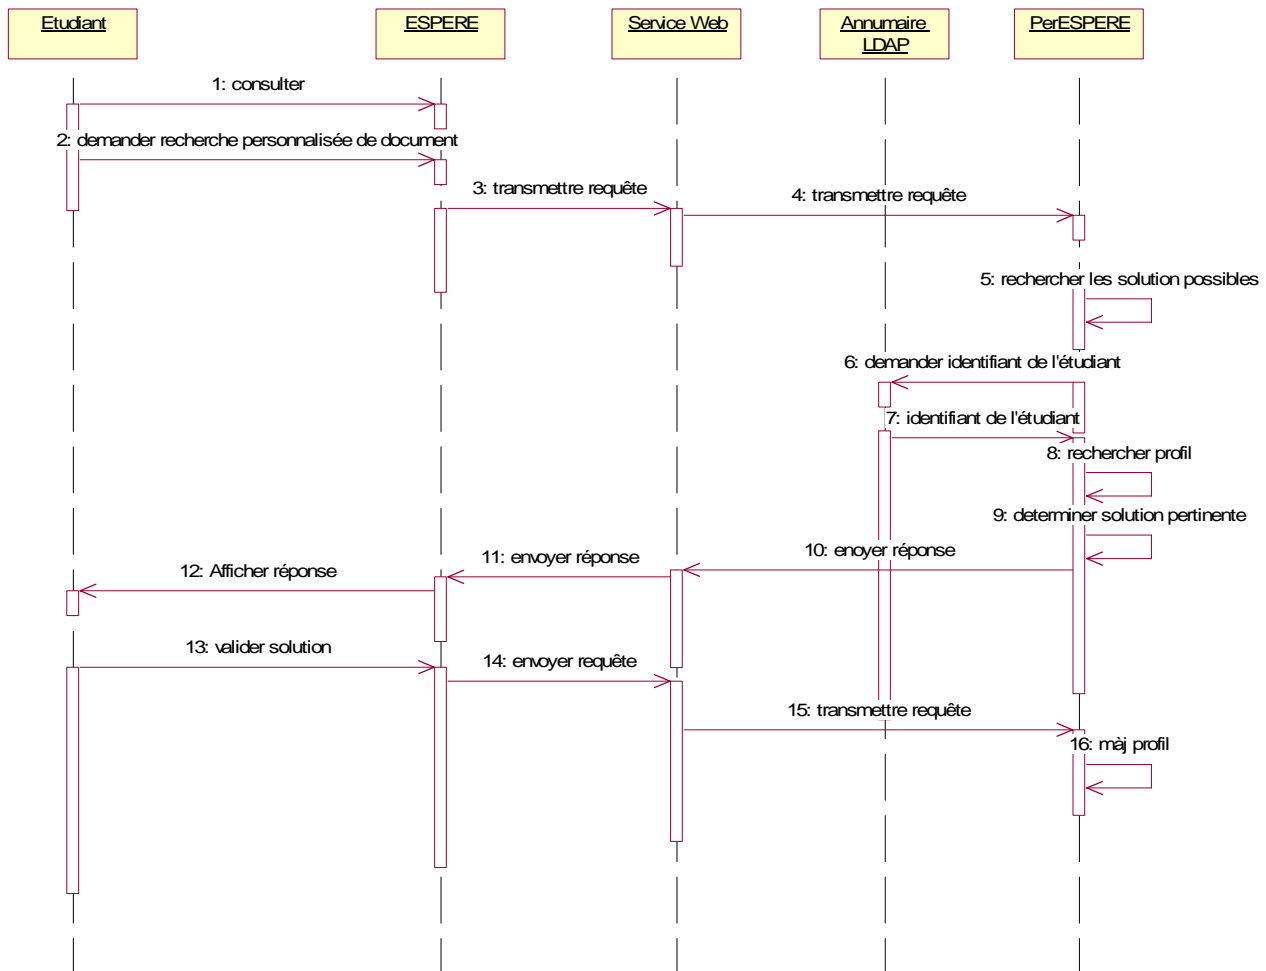 Etudiant
ESPERE
Service Web
Annumaire
LDAP
PerESPERE
1: consulter
2: demander recherche personnalisée de document
3: transmettre requête
4: transmettre requête
5: rechercher les solution possibles
6: demander identifiant de l'étudiant
7: identifiant de l'étudiant
8: rechercher profil
9: determiner solution pertinente
10: enoyer réponse
11: envoyer réponse
12: Afficher réponse
13: valider solution
14: envoyer requête
15: transmettre requête
16: màj profil